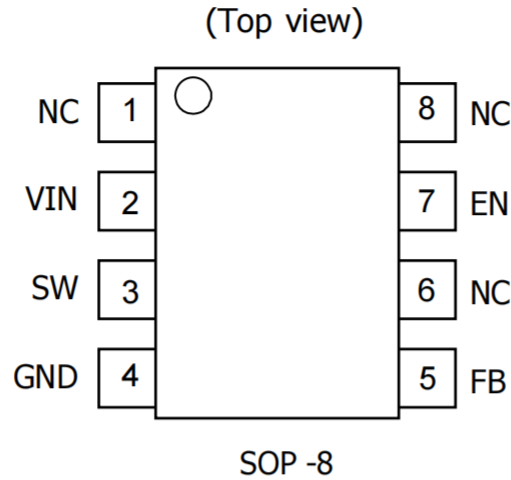 (Top view)
NC 1 8 NC
VIN 2 7 EN
SW 3 6 NC
GND 4 5 FB
SOP -8